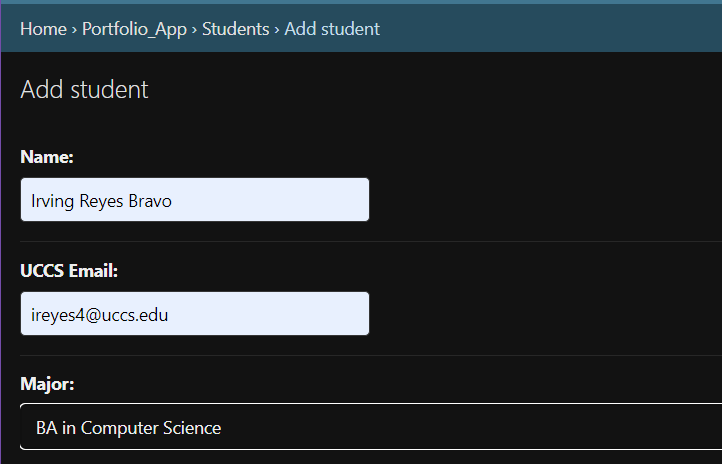 Home › Portfolio_App › Students › Add student
Add student
Name:
Irving Reyes Bravo
UCCS Email:
ireyes4@uccs.edu
Major:
BA in Computer Science